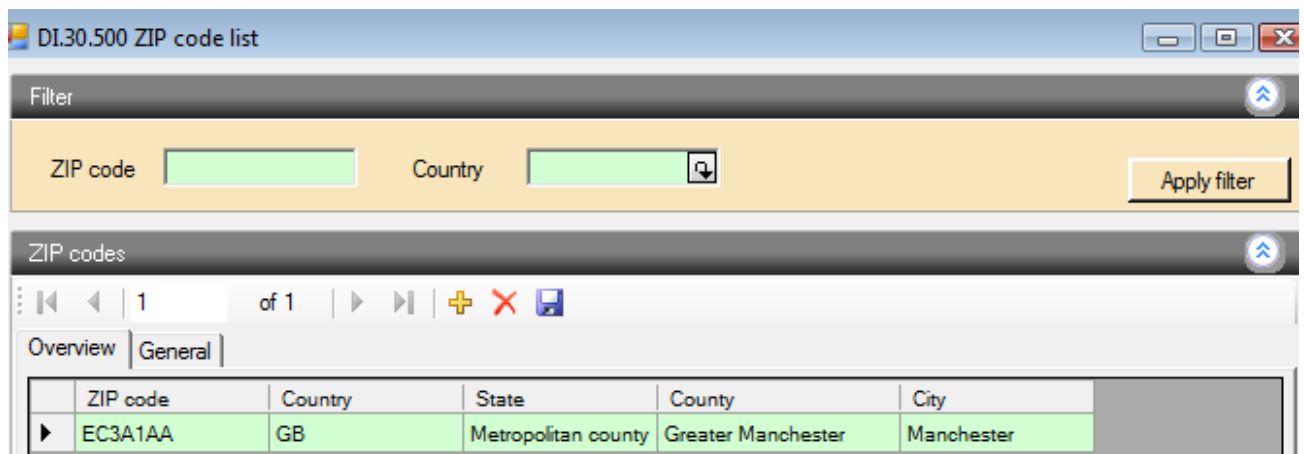 DI.30.500 ZIP code list
Filter
ZIP code Country
Apply filter
ZIP codes
1 of 1
Overview General
ZIP code Country State County City
EC3A1AA GB Metropolitan county Greater Manchester Manchester